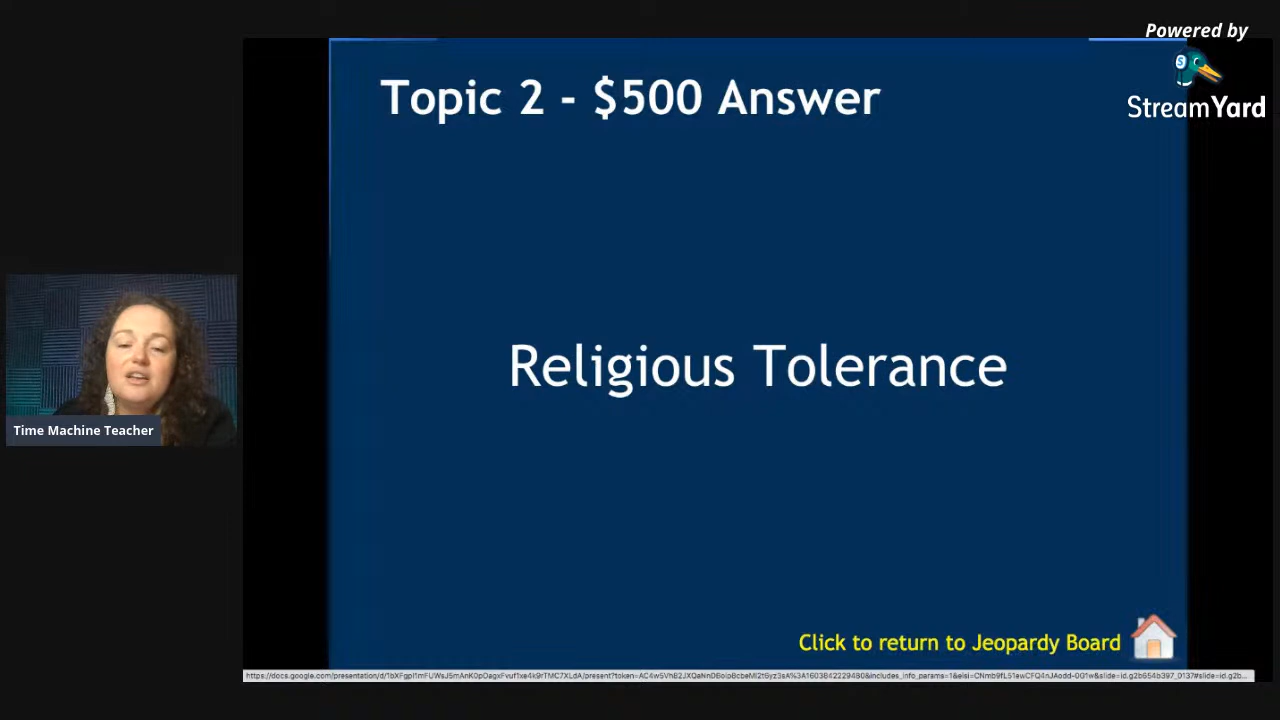 Powered by
StreamYard
Topic 2 - $500 Answer
Religious Tolerance
Time Machine Teacher
Click to return to Jeopardy Board